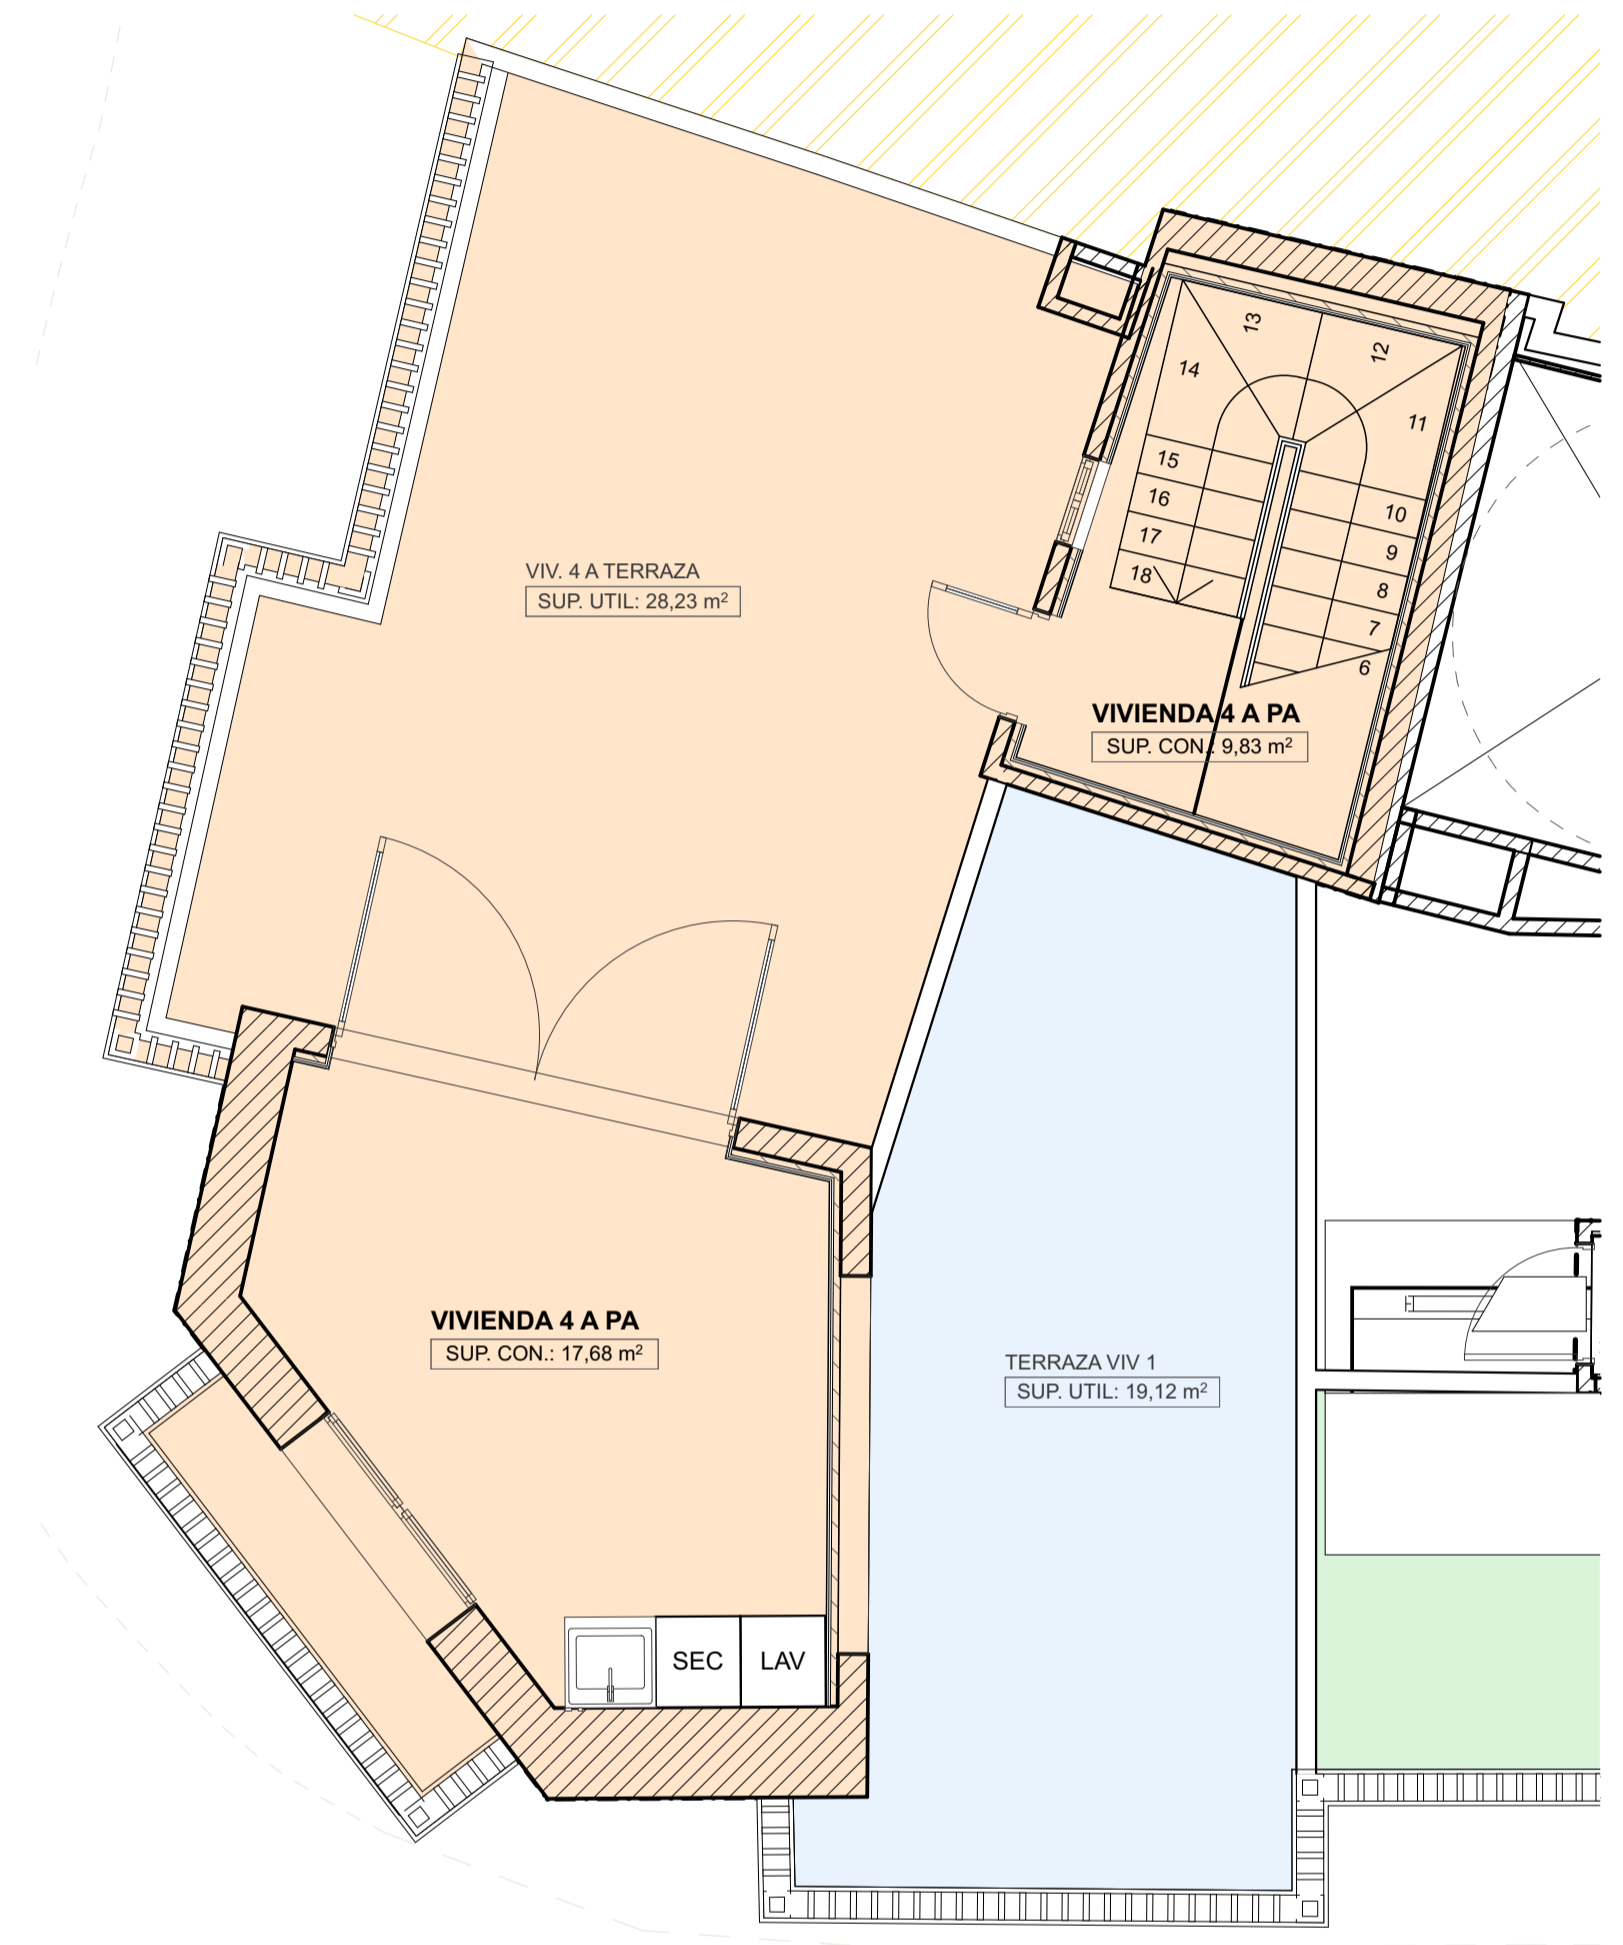 13
12
14
11
15
16
17
18
10
9
8
7
6
VIV. 4 A TERRAZA
SUP. UTIL: 28,23 m²
VIVIENDA 4 A PA
SUP. CON.: 9,83 m²
VIVIENDA 4 A PA
SUP. CON.: 17,68 m²
TERRAZA VIV 1
SUP. UTIL: 19,12 m²
SEC
LAV